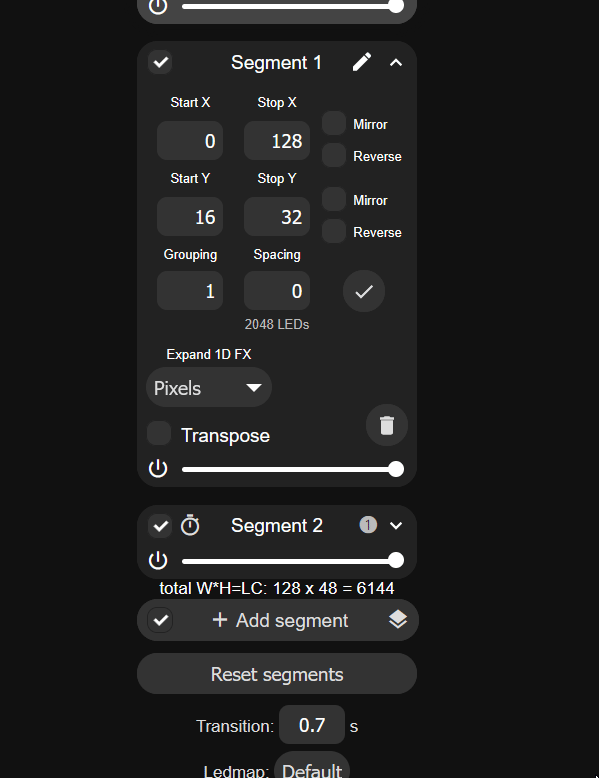 Segment 1
Start X Stop X
Mirror
0 128
Reverse
Start Y Stop Y
Mirror
16 32
Reverse
Grouping Spacing
1 0
2048 LEDs
Expand 1D FX
Pixels
Transpose
Segment 2 1
total W*H=LC: 128 x 48 = 6144
+ Add segment
Reset segments
Transition: 0.7 s
Ledmap: Default